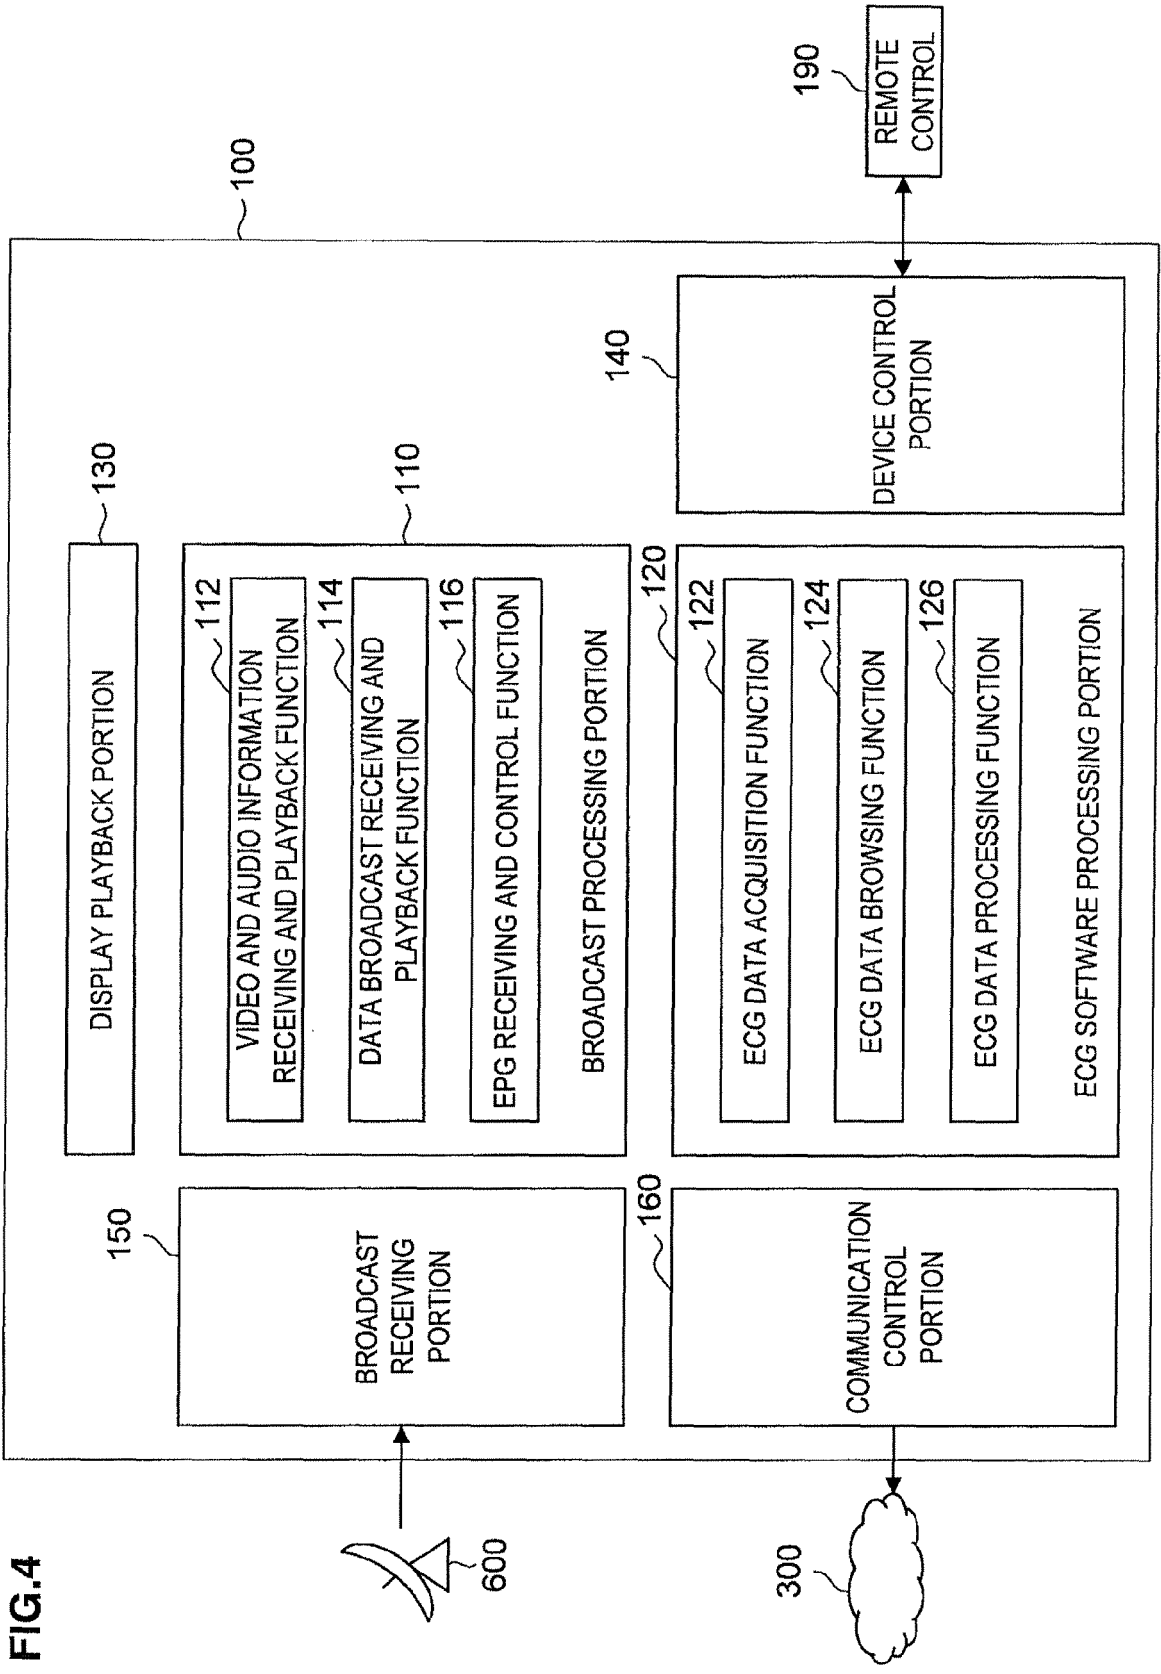 FIG.4
100
130
DISPLAY PLAYBACK PORTION
150
BROADCAST
RECEIVING
PORTION
110
112
VIDEO AND AUDIO INFORMATION
RECEIVING AND PLAYBACK FUNCTION
114
DATA BROADCAST RECEIVING AND
PLAYBACK FUNCTION
116
EPG RECEIVING AND CONTROL FUNCTION
BROADCAST PROCESSING PORTION
600
160
COMMUNICATION
CONTROL
PORTION
120
122
ECG DATA ACQUISITION FUNCTION
124
ECG DATA BROWSING FUNCTION
126
ECG DATA PROCESSING FUNCTION
ECG SOFTWARE PROCESSING PORTION
140
DEVICE CONTROL
PORTION
190
REMOTE
CONTROL
300